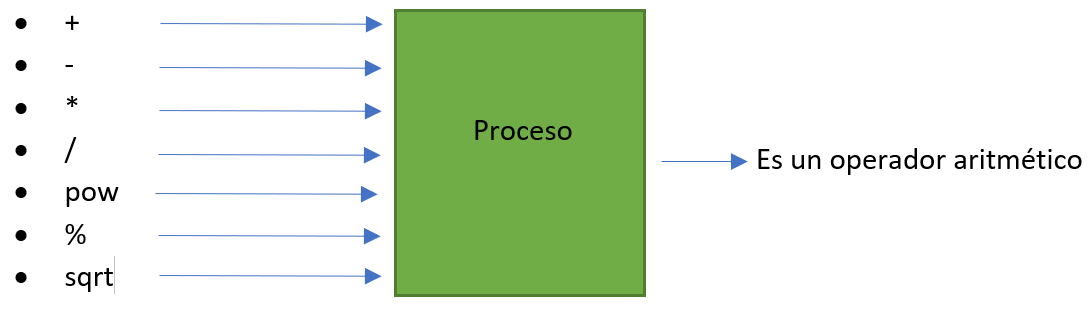 • +
• -
• *
• /
• pow
• %
• sqrt
Proceso
Es un operador aritmético